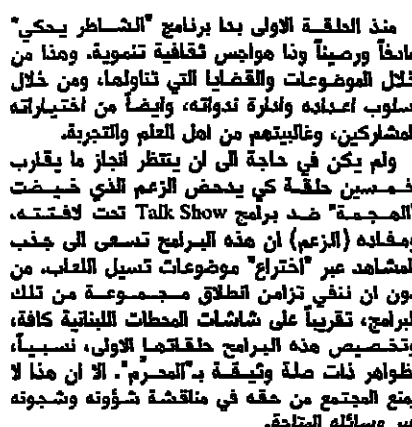 منذ الحلقة الاولى بدا برنامج "الشاطر يحكي"
هادفاً ورصيناً وذا هواجس ثقافية تنموية. وهذا من
خلال الموضوعات والقضايا التي تناولها، ومن خلال
اسلوب اعداده وادارة ندواته، وايضاً من اختياراته
المشاركين، وغالبيتهم من اهل العلم والتجربة.
ولم يكن في حاجة الى ان ينتظر انجاز ما يقارب
خمسين حلقة كي يدحض الزعم الذي خيضت
"الهجمة" ضد برامج Talk Show تحت لافتته،
ومفاده (الزعم) ان هذه البرامج تسعى الى جذب
المشاهد عبر "اختراع" موضوعات تسيل اللعاب، من
دون ان ننفي تزامن انطلاق مجموعة من تلك
البرامج، تقريباً على شاشات المحطات اللبنانية كافة،
وتخصيص هذه البرامج حلقاتها الاولى، نسبياً،
لظواهر ذات صلة وثيقة بـ"المحرّم". الا ان هذا لا
يمنع المجتمع من حقه في مناقشة شؤونه وشجونه
عبر وسائله المتاحة.